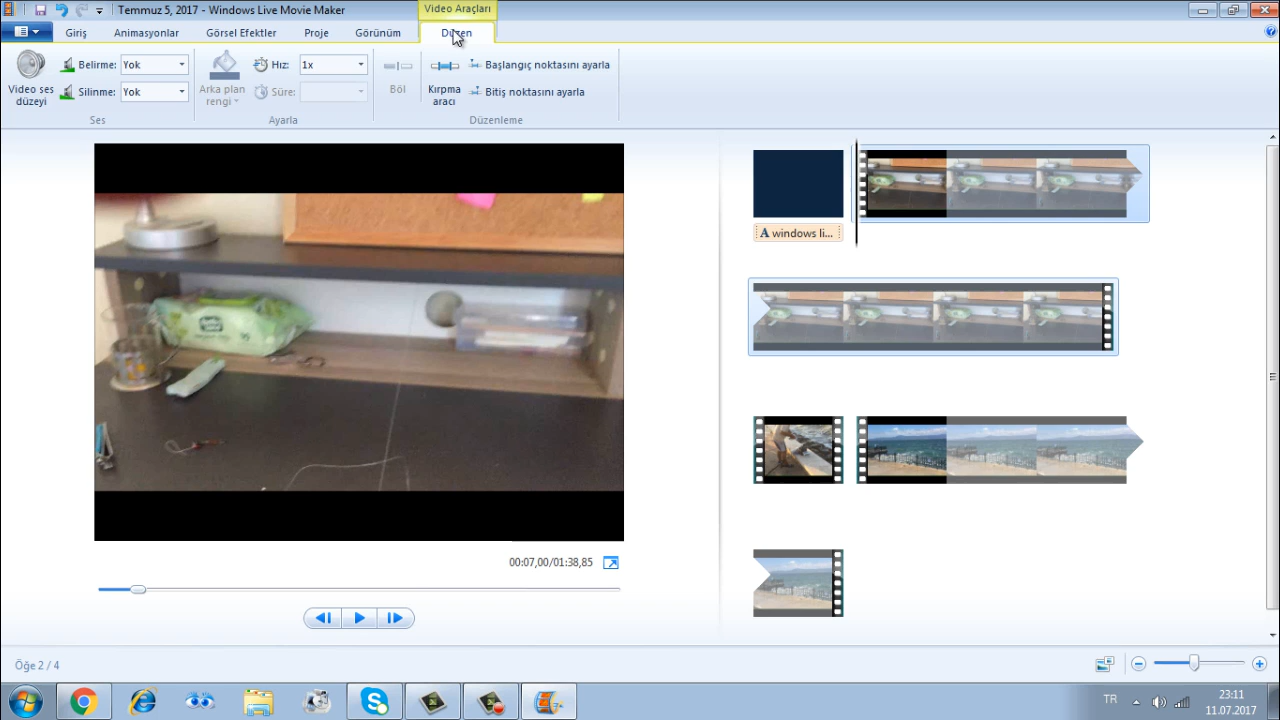 Temmuz 5, 2017 - Windows Live Movie Maker
Video Araçları
Giriş
Animasyonlar
Görsel Efektler
Proje
Görünüm
Düzen
Video ses düzeyi
Belirme: Yok
Silinme: Yok
Ses
Arka plan rengi
Hız: 1x
Süre:
Ayarla
Böl
Kırpma aracı
Başlangıç noktasını ayarla
Bitiş noktasını ayarla
Düzenleme
A windows li...
00:07,00/01:38,85
Öğe 2 / 4
TR
23:11
11.07.2017